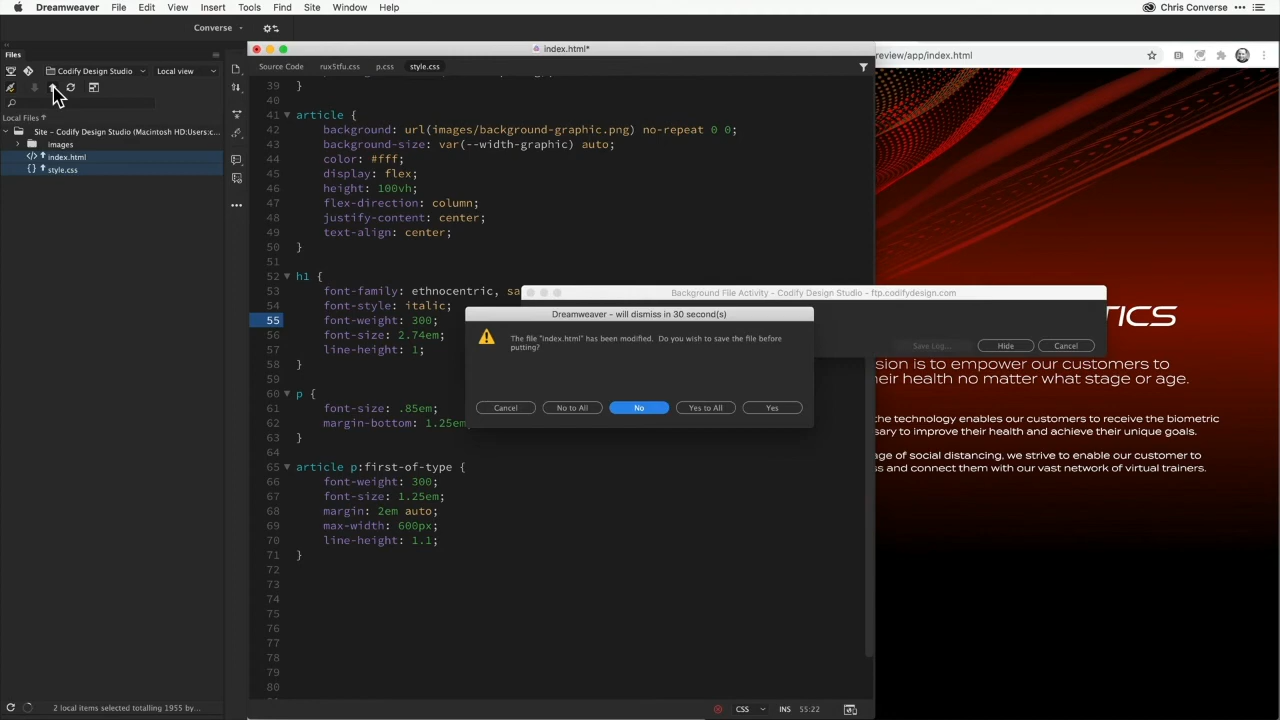 Dreamweaver File Edit View Insert Tools Find Site Window Help
Chris Converse
Converse
Files
index.html*
Codify Design Studio
Local view
Source Code rux5tfu.css p.css style.css
review/app/index.html
Local Files
Site – Codify Design Studio (Macintosh HD:Users:c...
images
index.html
style.css
39 }
40
41 article {
42 background: url(images/background-graphic.png) no-repeat 0 0;
43 background-size: var(--width-graphic) auto;
44 color: #fff;
45 display: flex;
46 height: 100vh;
47 flex-direction: column;
48 justify-content: center;
49 text-align: center;
50 }
51
52 h1 {
53 font-family: ethnocentric, sa
54 font-style: italic;
55 font-weight: 300;
56 font-size: 2.74em;
57 line-height: 1;
58 }
59
60 p {
61 font-size: .85em;
62 margin-bottom: 1.25em
63 }
64
65 article p:first-of-type {
66 font-weight: 300;
67 font-size: 1.25em;
68 margin: 2em auto;
69 max-width: 600px;
70 line-height: 1.1;
71 }
72
73
74
75
76
77
78
79
80
Background File Activity – Codify Design Studio – ftp.codifydesign.com
Save Log... Hide Cancel
Dreamweaver – will dismiss in 30 second(s)
The file "index.html" has been modified. Do you wish to save the file before
putting?
Cancel No to All No Yes to All Yes
TICS
sion is to empower our customers to
heir health no matter what stage or age.
the technology enables our customers to receive the biometric
ssary to improve their health and achieve their unique goals.
age of social distancing, we strive to enable our customer to
ss and connect them with our vast network of virtual trainers.
2 local items selected totalling 1955 by...
CSS INS 55:22